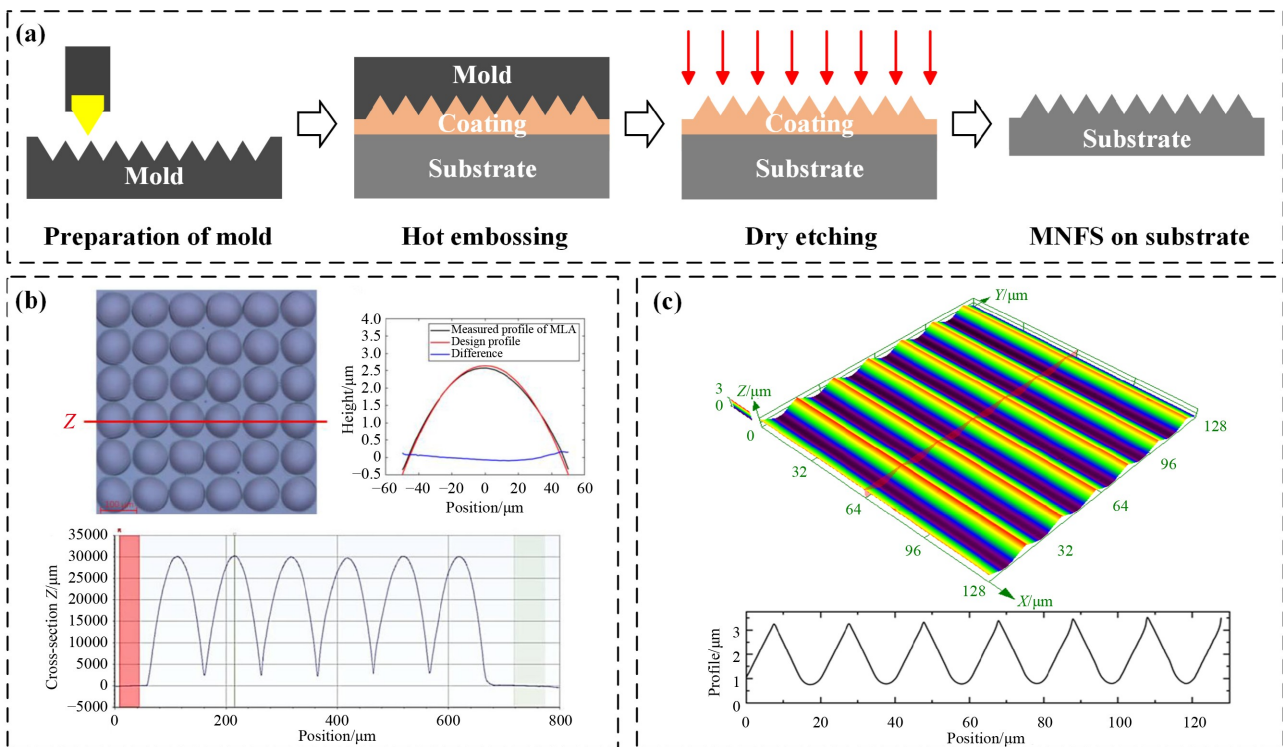 (a)
Mold
Preparation of mold
Mold
Coating
Substrate
Hot embossing
Coating
Substrate
Dry etching
Substrate
MNFS on substrate
(b)
Z
4.0
3.5
3.0
2.5
2.0
1.5
1.0
0.5
0
−0.5
Height/μm
Measured profile of MLA
Design profile
Difference
−60 −40 −20 0 20 40 60
Position/μm
35000
30000
25000
20000
15000
10000
5000
0
−5000
Cross-section Z/μm
0 200 400 600 800
Position/μm
(c)
Y/μm
Z/μm
3
0
0
32
64
96
128
X/μm
32
64
96
128
3
2
1
0
Profile/μm
0 20 40 60 80 100 120
Position/μm